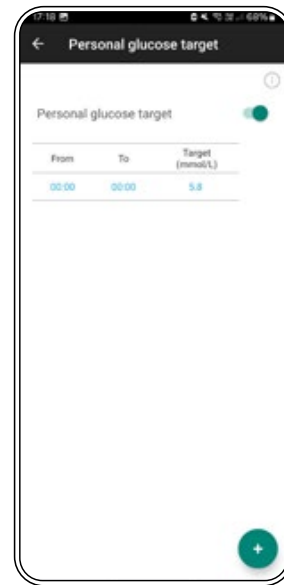 17:18 68%
← Personal glucose target
Personal glucose target
From To Target (mmol/L)
00:00 00:00 5.8
+